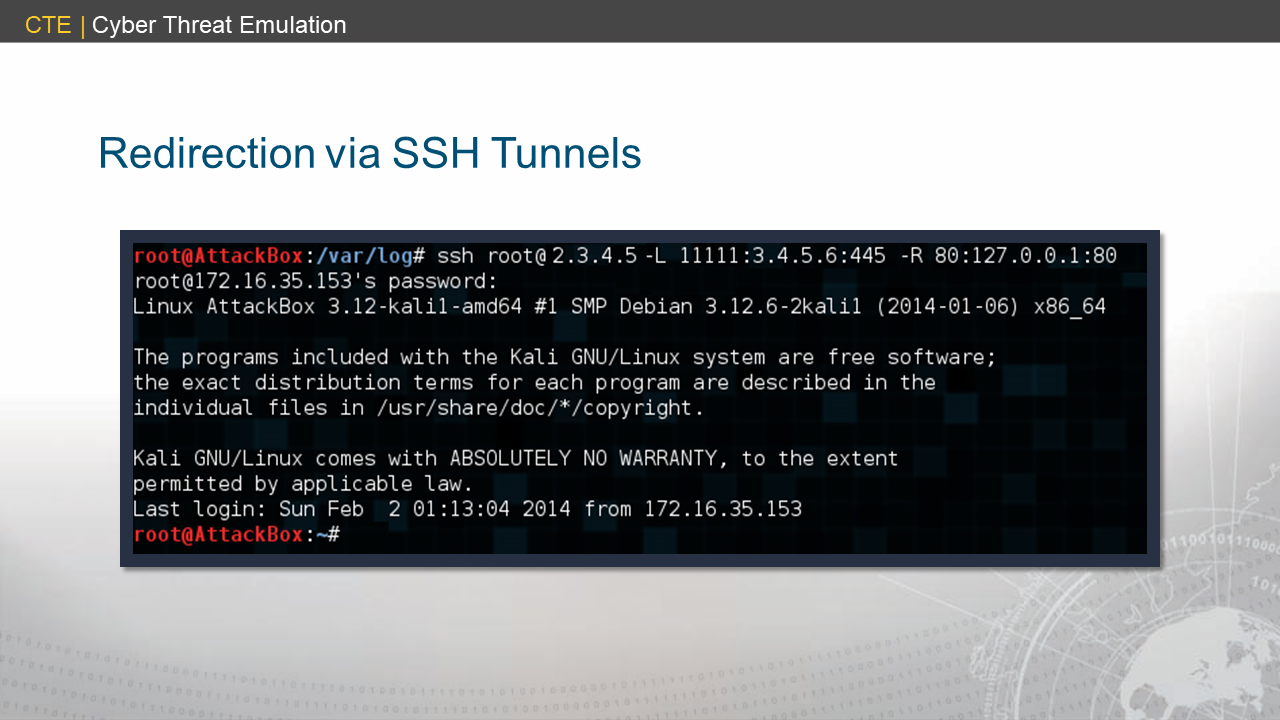 CTE | Cyber Threat Emulation
Redirection via SSH Tunnels
root@AttackBox:/var/log# ssh root@2.3.4.5 -L 11111:3.4.5.6:445 -R 80:127.0.0.1:80
root@172.16.35.153's password:
Linux AttackBox 3.12-kali1-amd64 #1 SMP Debian 3.12.6-2kali1 (2014-01-06) x86_64
The programs included with the Kali GNU/Linux system are free software;
the exact distribution terms for each program are described in the
individual files in /usr/share/doc/*/copyright.
Kali GNU/Linux comes with ABSOLUTELY NO WARRANTY, to the extent
permitted by applicable law.
Last login: Sun Feb  2 01:13:04 2014 from 172.16.35.153
root@AttackBox:~#